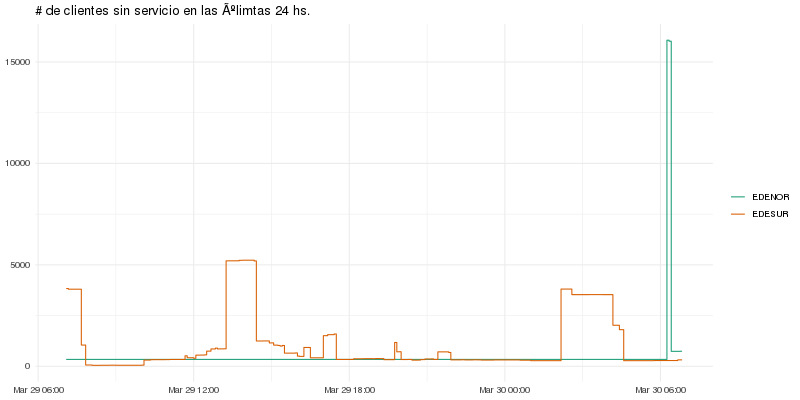 # de clientes sin servicio en las Ãºlimtas 24 hs.
15000
10000
5000
0
Mar 29 06:00
Mar 29 12:00
Mar 29 18:00
Mar 30 00:00
Mar 30 06:00
EDENOR
EDESUR